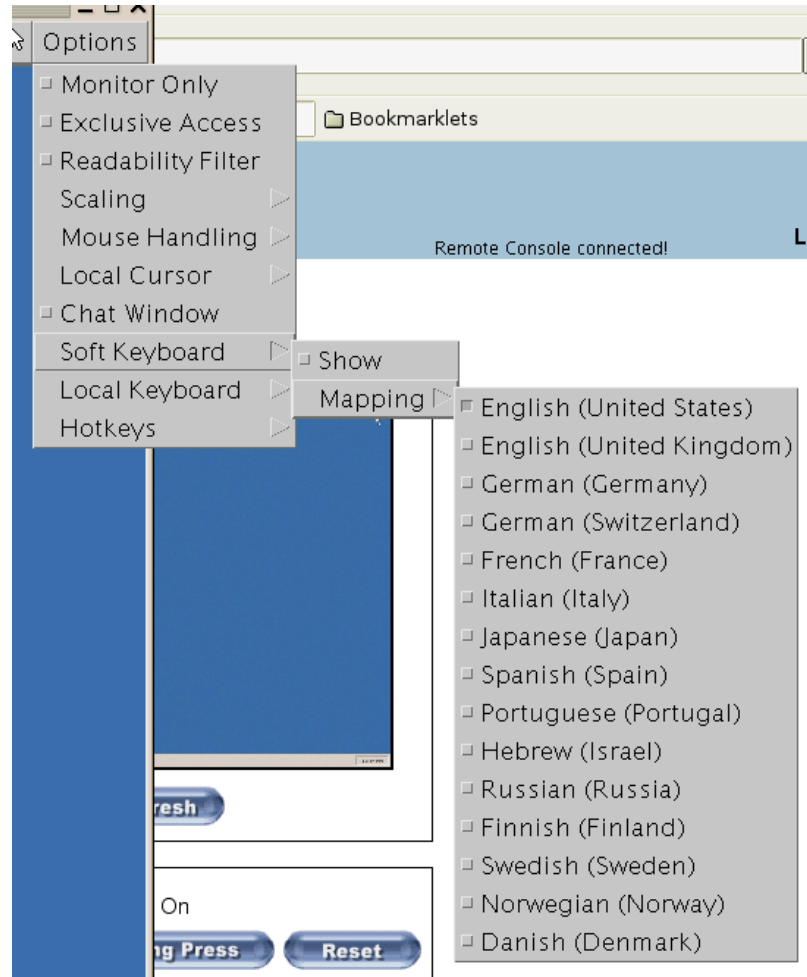 Options
Monitor Only
Exclusive Access
Readability Filter
Scaling
Mouse Handling
Local Cursor
Chat Window
Soft Keyboard
Local Keyboard
Hotkeys
Bookmarklets
Remote Console connected!
L
Show
Mapping
English (United States)
English (United Kingdom)
German (Germany)
German (Switzerland)
French (France)
Italian (Italy)
Japanese (Japan)
Spanish (Spain)
Portuguese (Portugal)
Hebrew (Israel)
Russian (Russia)
Finnish (Finland)
Swedish (Sweden)
Norwegian (Norway)
Danish (Denmark)
resh
On
ng Press
Reset